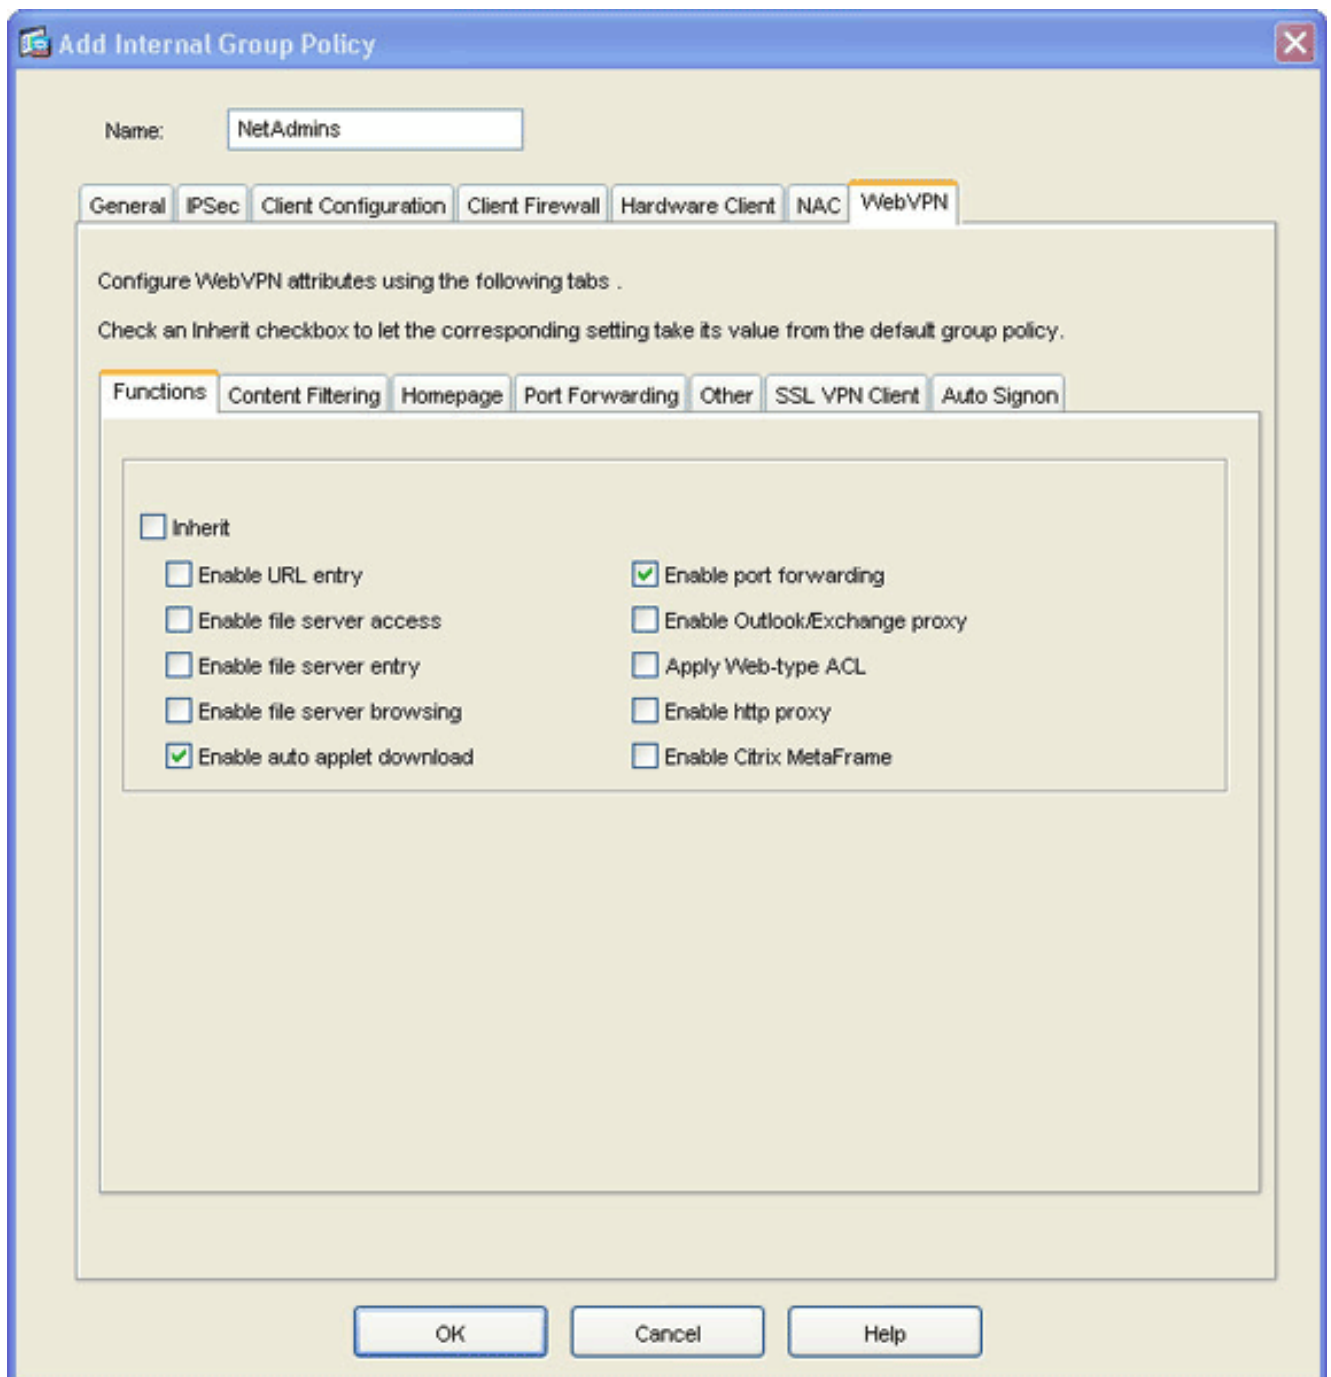 Add Internal Group Policy
Name: NetAdmins
General IPSec Client Configuration Client Firewall Hardware Client NAC WebVPN
Configure WebVPN attributes using the following tabs .
Check an Inherit checkbox to let the corresponding setting take its value from the default group policy.
Functions Content Filtering Homepage Port Forwarding Other SSL VPN Client Auto Signon
Inherit
Enable URL entry Enable port forwarding
Enable file server access Enable Outlook/Exchange proxy
Enable file server entry Apply Web-type ACL
Enable file server browsing Enable http proxy
Enable auto applet download Enable Citrix MetaFrame
OK Cancel Help